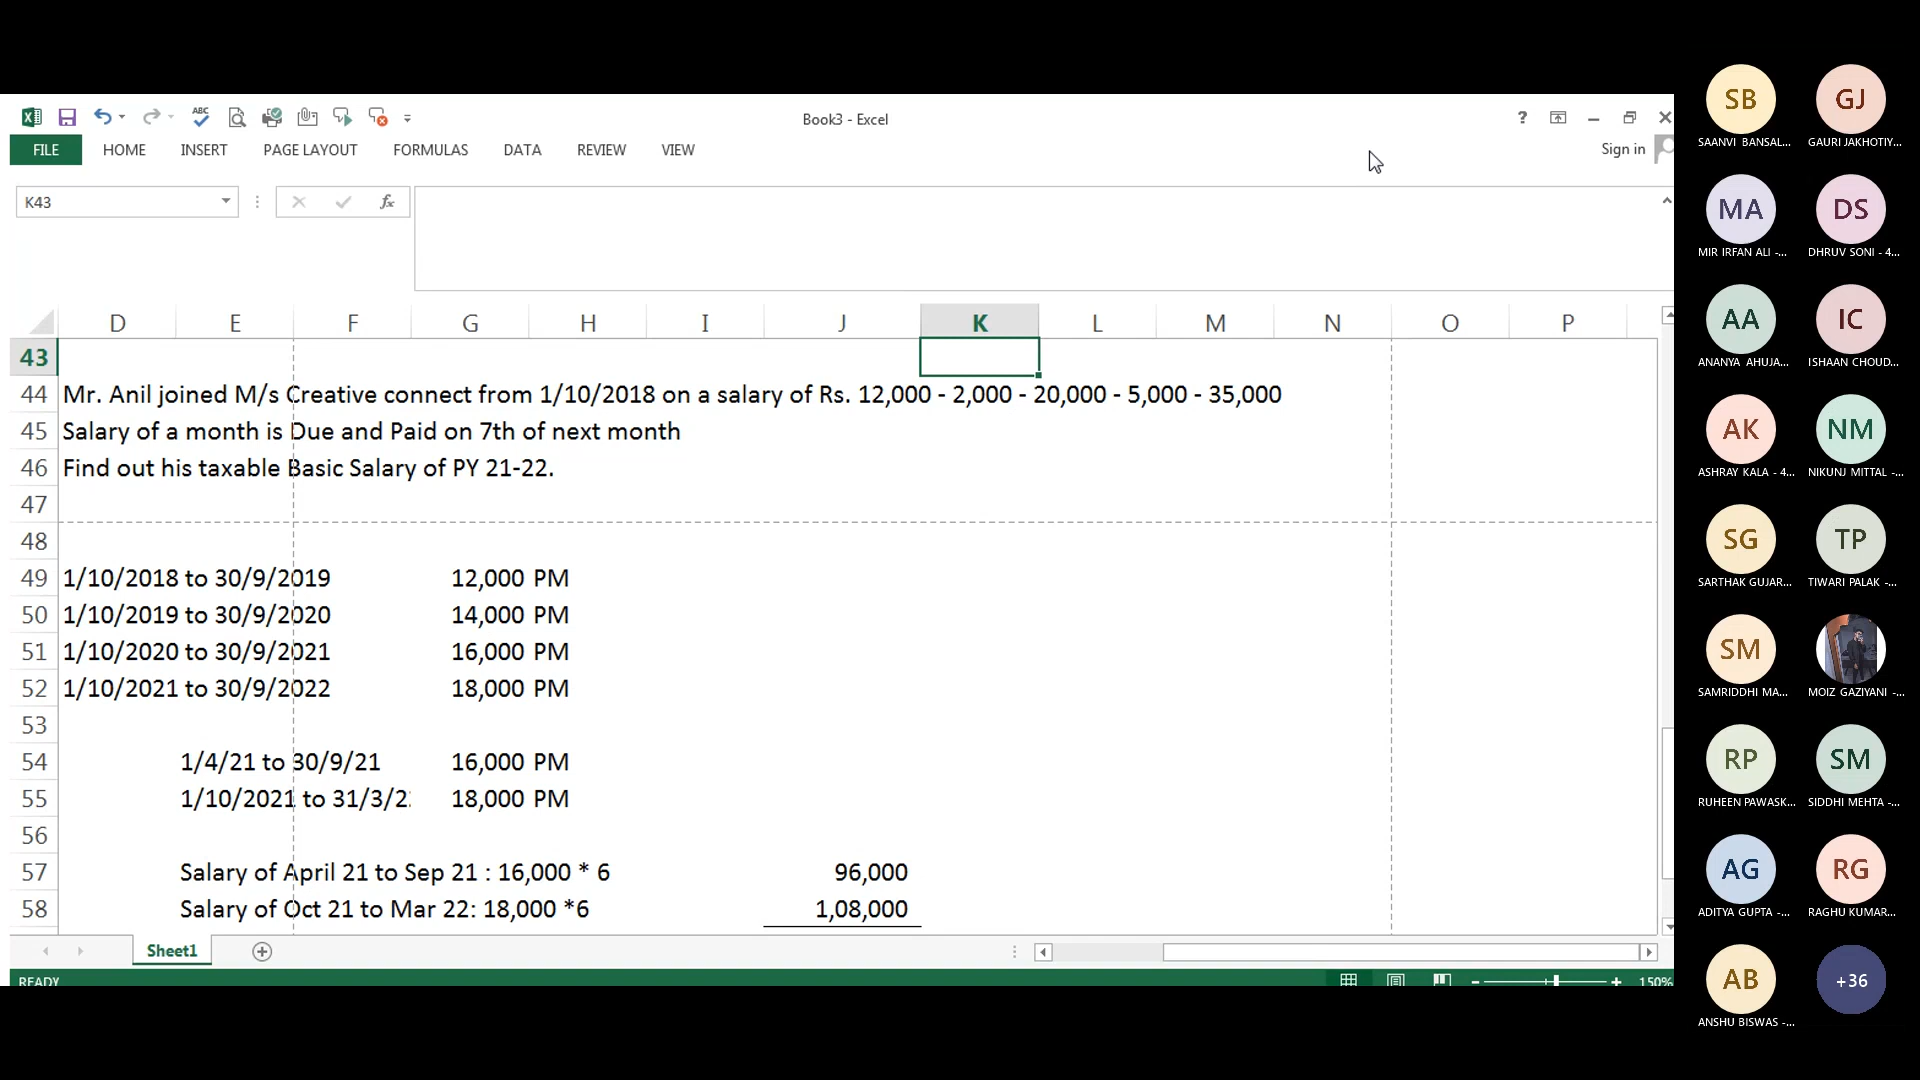 Book3 - Excel
FILE HOME INSERT PAGE LAYOUT FORMULAS DATA REVIEW VIEW Sign in
K43
D E F G H I J K L M N O P
43
44 Mr. Anil joined M/s Creative connect from 1/10/2018 on a salary of Rs. 12,000 - 2,000 - 20,000 - 5,000 - 35,000
45 Salary of a month is Due and Paid on 7th of next month
46 Find out his taxable Basic Salary of PY 21-22.
47
48
49 1/10/2018 to 30/9/2019 12,000 PM
50 1/10/2019 to 30/9/2020 14,000 PM
51 1/10/2020 to 30/9/2021 16,000 PM
52 1/10/2021 to 30/9/2022 18,000 PM
53
54 1/4/21 to 30/9/21 16,000 PM
55 1/10/2021 to 31/3/2 18,000 PM
56
57 Salary of April 21 to Sep 21 : 16,000 * 6 96,000
58 Salary of Oct 21 to Mar 22: 18,000 *6 1,08,000
Sheet1
READY 150%
SB GJ
SAANVI BANSAL... GAURI JAKHOTIY...
MA DS
MIR IRFAN ALI -... DHRUV SONI - 4...
AA IC
ANANYA AHUJA... ISHAAN CHOUD...
AK NM
ASHRAY KALA - 4... NIKUNJ MITTAL -...
SG TP
SARTHAK GUJAR... TIWARI PALAK -...
SM
SAMRIDDHI MA... MOIZ GAZIYANI -...
RP SM
RUHEEN PAWASK... SIDDHI MEHTA -...
AG RG
ADITYA GUPTA -... RAGHU KUMAR...
AB +36
ANSHU BISWAS -...